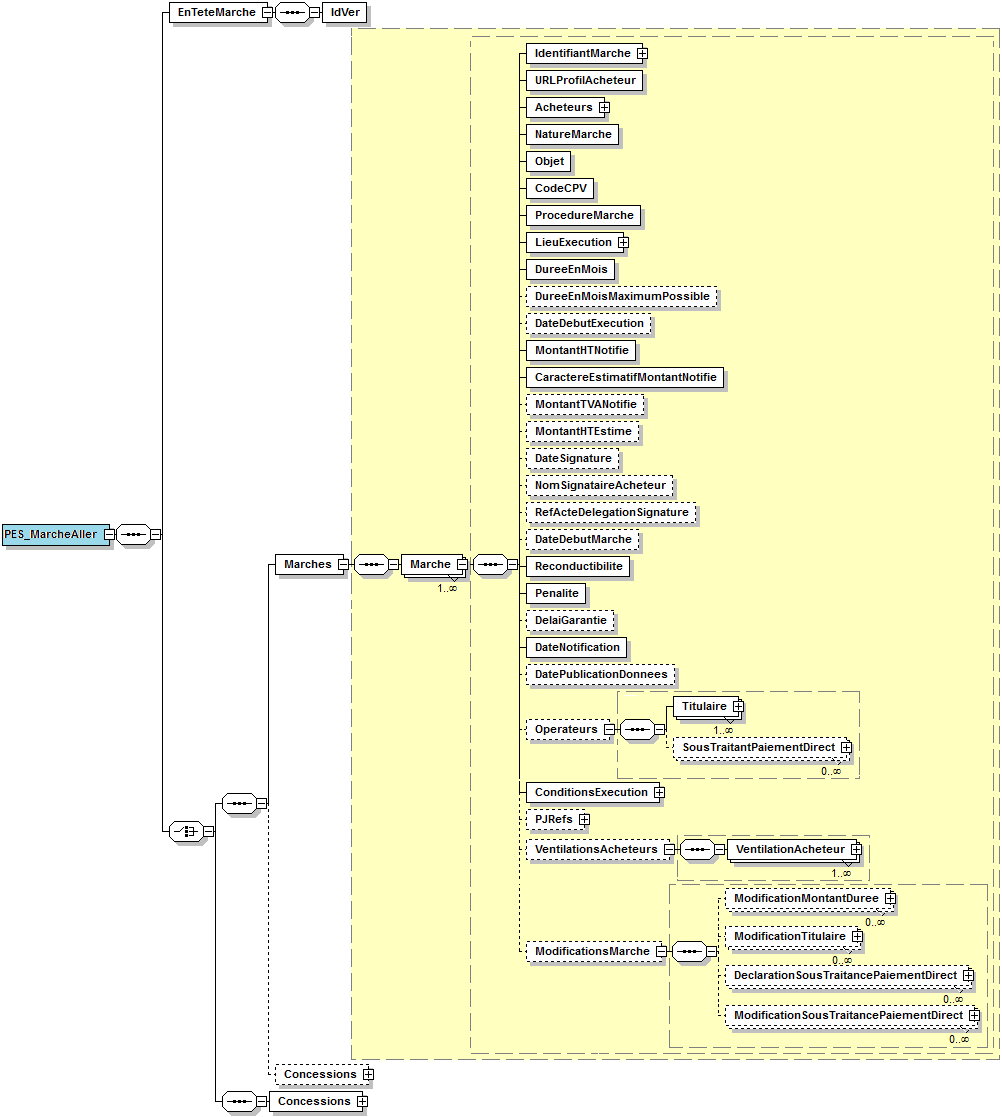 EnTeteMarche
IdVer
IdentifiantMarche
URLProfilAcheteur
Acheteurs
NatureMarche
Objet
CodeCPV
ProcedureMarche
LieuExecution
DureeEnMois
DureeEnMoisMaximumPossible
DateDebutExecution
MontantHTNotifie
CaractereEstimatifMontantNotifie
MontantTVANotifie
MontantHTEstime
DateSignature
NomSignataireAcheteur
RefActeDelegationSignature
PES_MarcheAller
DateDebutMarche
Marches
Marche
1..∞
Reconductibilite
Penalite
DelaiGarantie
DateNotification
DatePublicationDonnees
Operateurs
Titulaire
1..∞
SousTraitantPaiementDirect
0..∞
ConditionsExecution
PJRefs
VentilationsAcheteurs
VentilationAcheteur
1..∞
ModificationsMarche
ModificationMontantDuree
0..∞
ModificationTitulaire
0..∞
DeclarationSousTraitancePaiementDirect
0..∞
ModificationSousTraitancePaiementDirect
0..∞
Concessions
Concessions